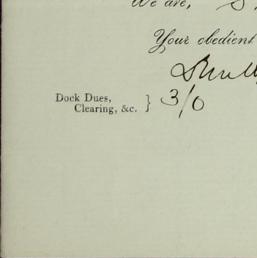 We are, S
Your obedient
Dock Dues,
Clearing, &c. } 3/0